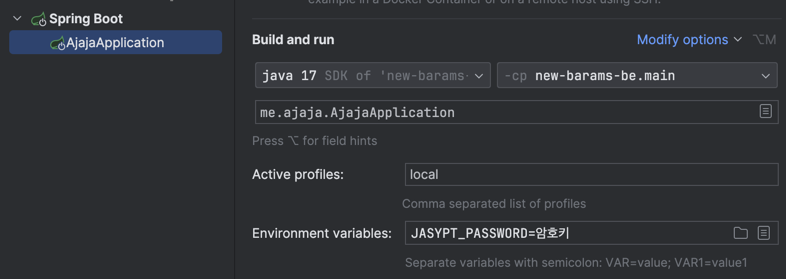 example in a Docker Container or on a remote host using SSH.
Spring Boot
AjajaApplication
Build and run
Modify options
⌥M
java 17 SDK of 'new-barams-
-cp new-barams-be.main
me.ajaja.AjajaApplication
Press ⌥ for field hints
Active profiles:
local
Comma separated list of profiles
Environment variables:
JASYPT_PASSWORD=암호키
Separate variables with semicolon: VAR=value; VAR1=value1